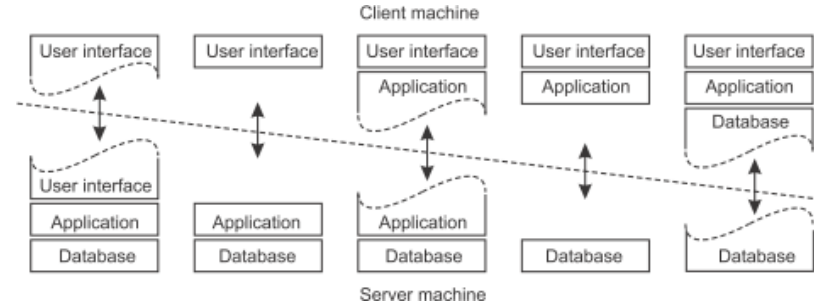 Client machine
User interface User interface User interface User interface User interface
Application Application Application
Database
User interface
Application Application Application
Database Database Database Database Database
Server machine